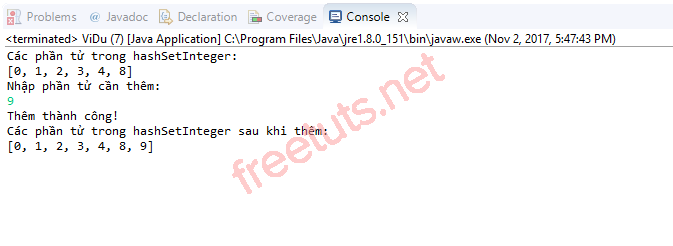 Problems @ Javadoc Declaration Coverage Console
<terminated> ViDu (7) [Java Application] C:\Program Files\Java\jre1.8.0_151\bin\javaw.exe (Nov 2, 2017, 5:47:43 PM)
Các phần tử trong hashSetInteger:
[0, 1, 2, 3, 4, 8]
Nhập phần tử cần thêm:
9
Thêm thành công!
Các phần tử trong hashSetInteger sau khi thêm:
[0, 1, 2, 3, 4, 8, 9]
freetuts.net